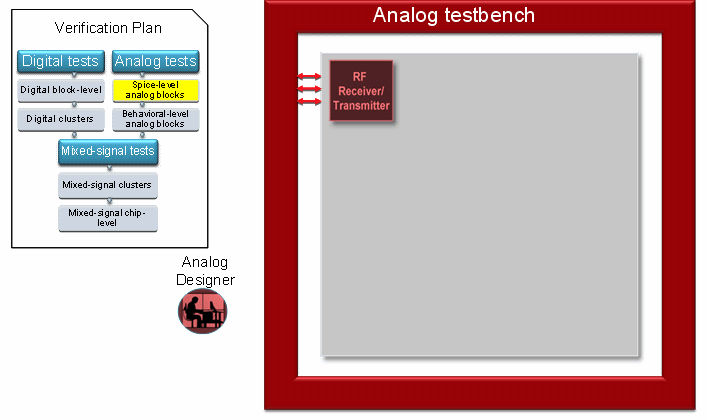 Verification Plan
Digital tests
Analog tests
Digital block-level
Spice-level
analog blocks
Digital clusters
Behavioral-level
analog blocks
Mixed-signal tests
Mixed-signal clusters
Mixed-signal chip-
level
Analog
Designer
Analog testbench
RF
Receiver/
Transmitter